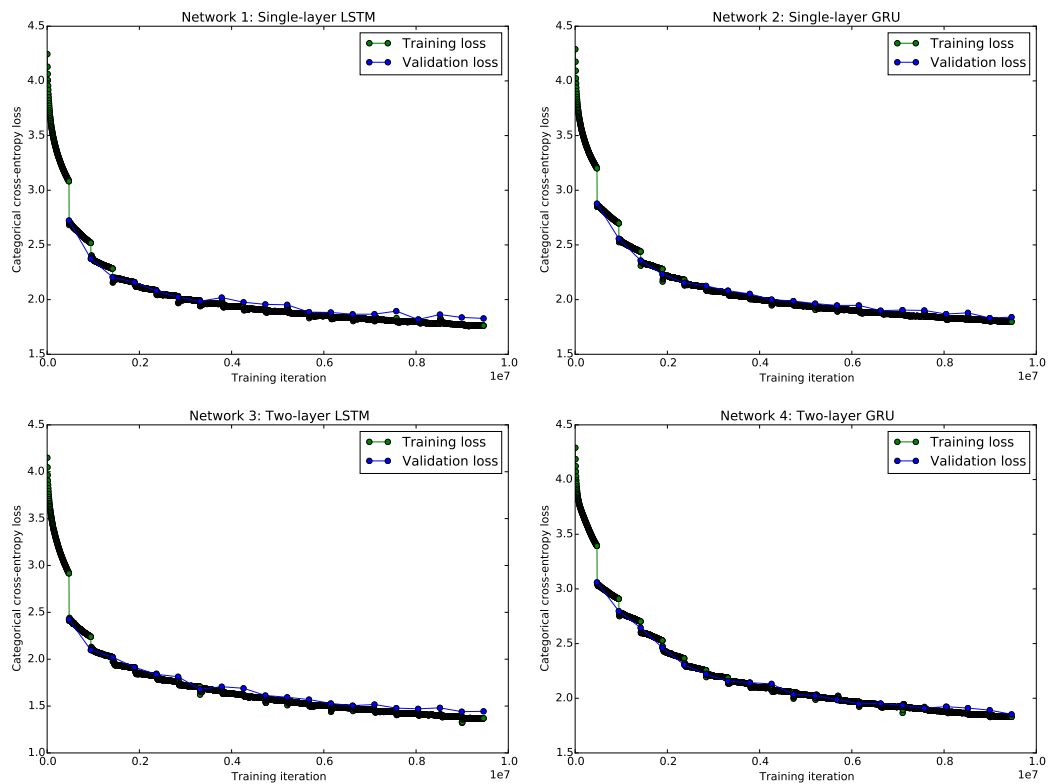 Network 1: Single-layer LSTM
Categorical cross-entropy loss
4.5
4.0
3.5
3.0
2.5
2.0
1.5
Training loss
Validation loss
0.0 0.2 0.4 0.6 0.8 1.0
Training iteration
1e7
Network 2: Single-layer GRU
Categorical cross-entropy loss
4.5
4.0
3.5
3.0
2.5
2.0
1.5
Training loss
Validation loss
0.0 0.2 0.4 0.6 0.8 1.0
Training iteration
1e7
Network 3: Two-layer LSTM
Categorical cross-entropy loss
4.5
4.0
3.5
3.0
2.5
2.0
1.5
1.0
Training loss
Validation loss
0.0 0.2 0.4 0.6 0.8 1.0
Training iteration
1e7
Network 4: Two-layer GRU
Categorical cross-entropy loss
4.5
4.0
3.5
3.0
2.5
2.0
1.5
Training loss
Validation loss
0.0 0.2 0.4 0.6 0.8 1.0
Training iteration
1e7